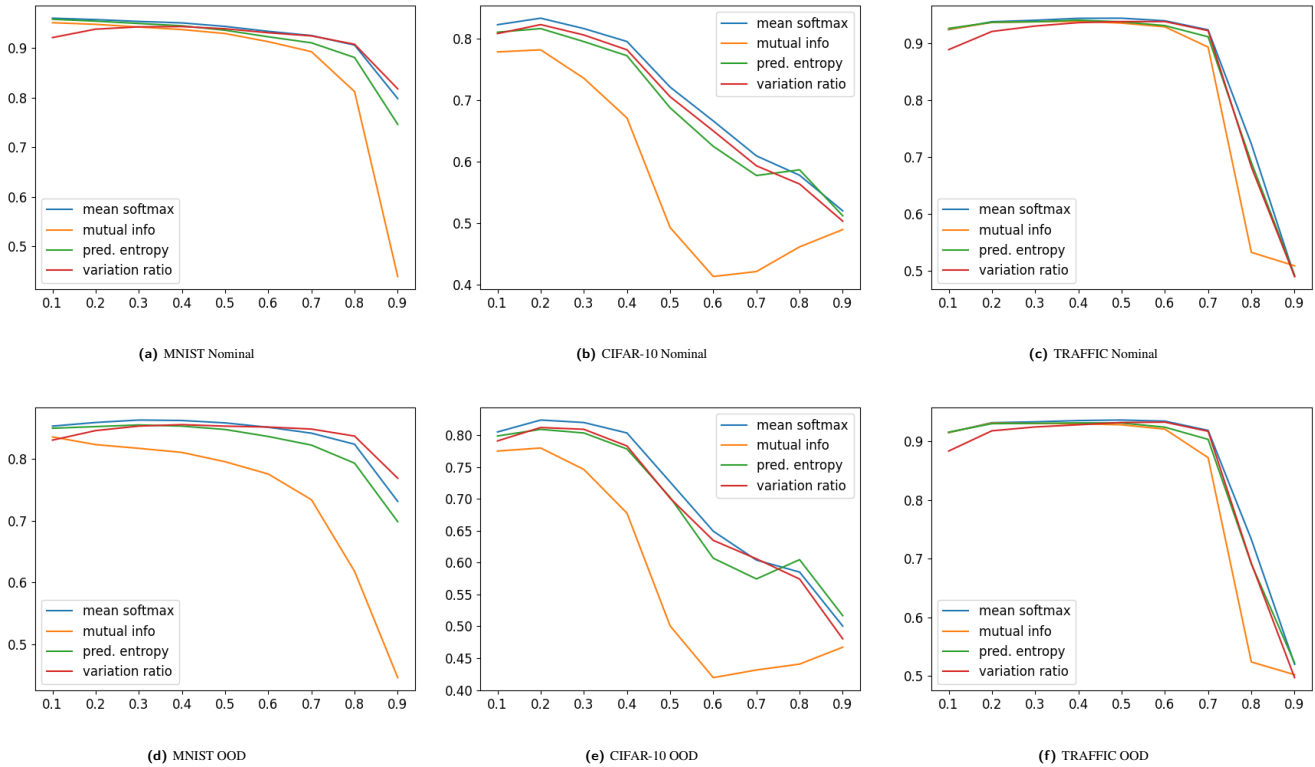 0.9
0.8
0.7
0.6
0.5
mean softmax
mutual info
pred. entropy
variation ratio
0.1 0.2 0.3 0.4 0.5 0.6 0.7 0.8 0.9
(a) MNIST Nominal
0.8
0.7
0.6
0.5
0.4
mean softmax
mutual info
pred. entropy
variation ratio
0.1 0.2 0.3 0.4 0.5 0.6 0.7 0.8 0.9
(b) CIFAR-10 Nominal
0.9
0.8
0.7
0.6
0.5
mean softmax
mutual info
pred. entropy
variation ratio
0.1 0.2 0.3 0.4 0.5 0.6 0.7 0.8 0.9
(c) TRAFFIC Nominal
0.8
0.7
0.6
0.5
mean softmax
mutual info
pred. entropy
variation ratio
0.1 0.2 0.3 0.4 0.5 0.6 0.7 0.8 0.9
(d) MNIST OOD
0.80
0.75
0.70
0.65
0.60
0.55
0.50
0.45
0.40
mean softmax
mutual info
pred. entropy
variation ratio
0.1 0.2 0.3 0.4 0.5 0.6 0.7 0.8 0.9
(e) CIFAR-10 OOD
0.9
0.8
0.7
0.6
0.5
mean softmax
mutual info
pred. entropy
variation ratio
0.1 0.2 0.3 0.4 0.5 0.6 0.7 0.8 0.9
(f) TRAFFIC OOD